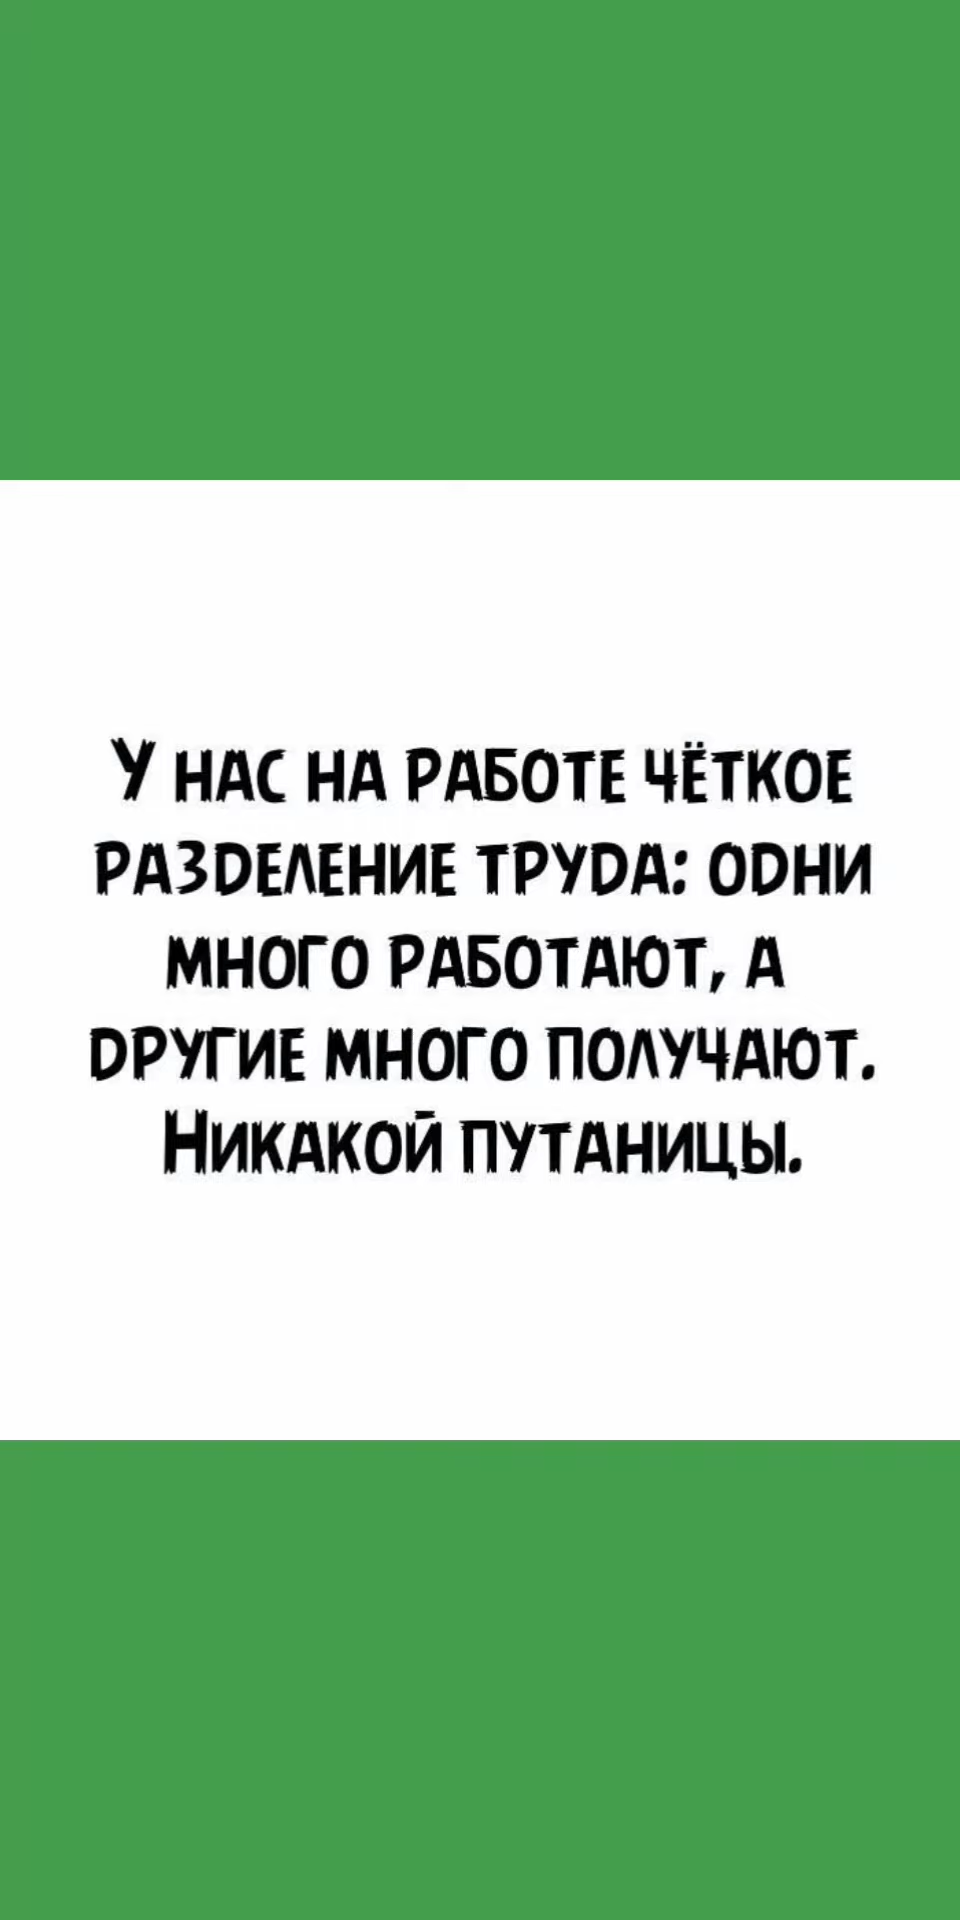 У нас на работе чёткое
разделение труда: одни
много работают, а
другие много получают.
Никакой путаницы.